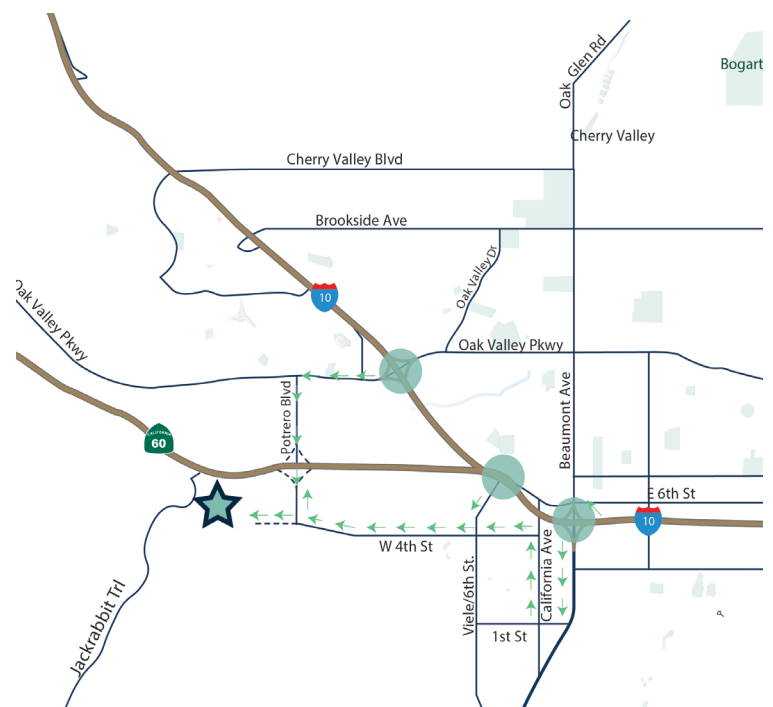 Oak Glen Rd
Bogart
Cherry Valley
Cherry Valley Blvd
Brookside Ave
Oak Valley Dr
10
Oak Valley Pkwy
Oak Valley Pkwy
Potrero Blvd
Beaumont Ave
CALIFORNIA
60
E 6th St
10
W 4th St
California Ave
Viele/6th St.
1st St
Jackrabbit Trl
P